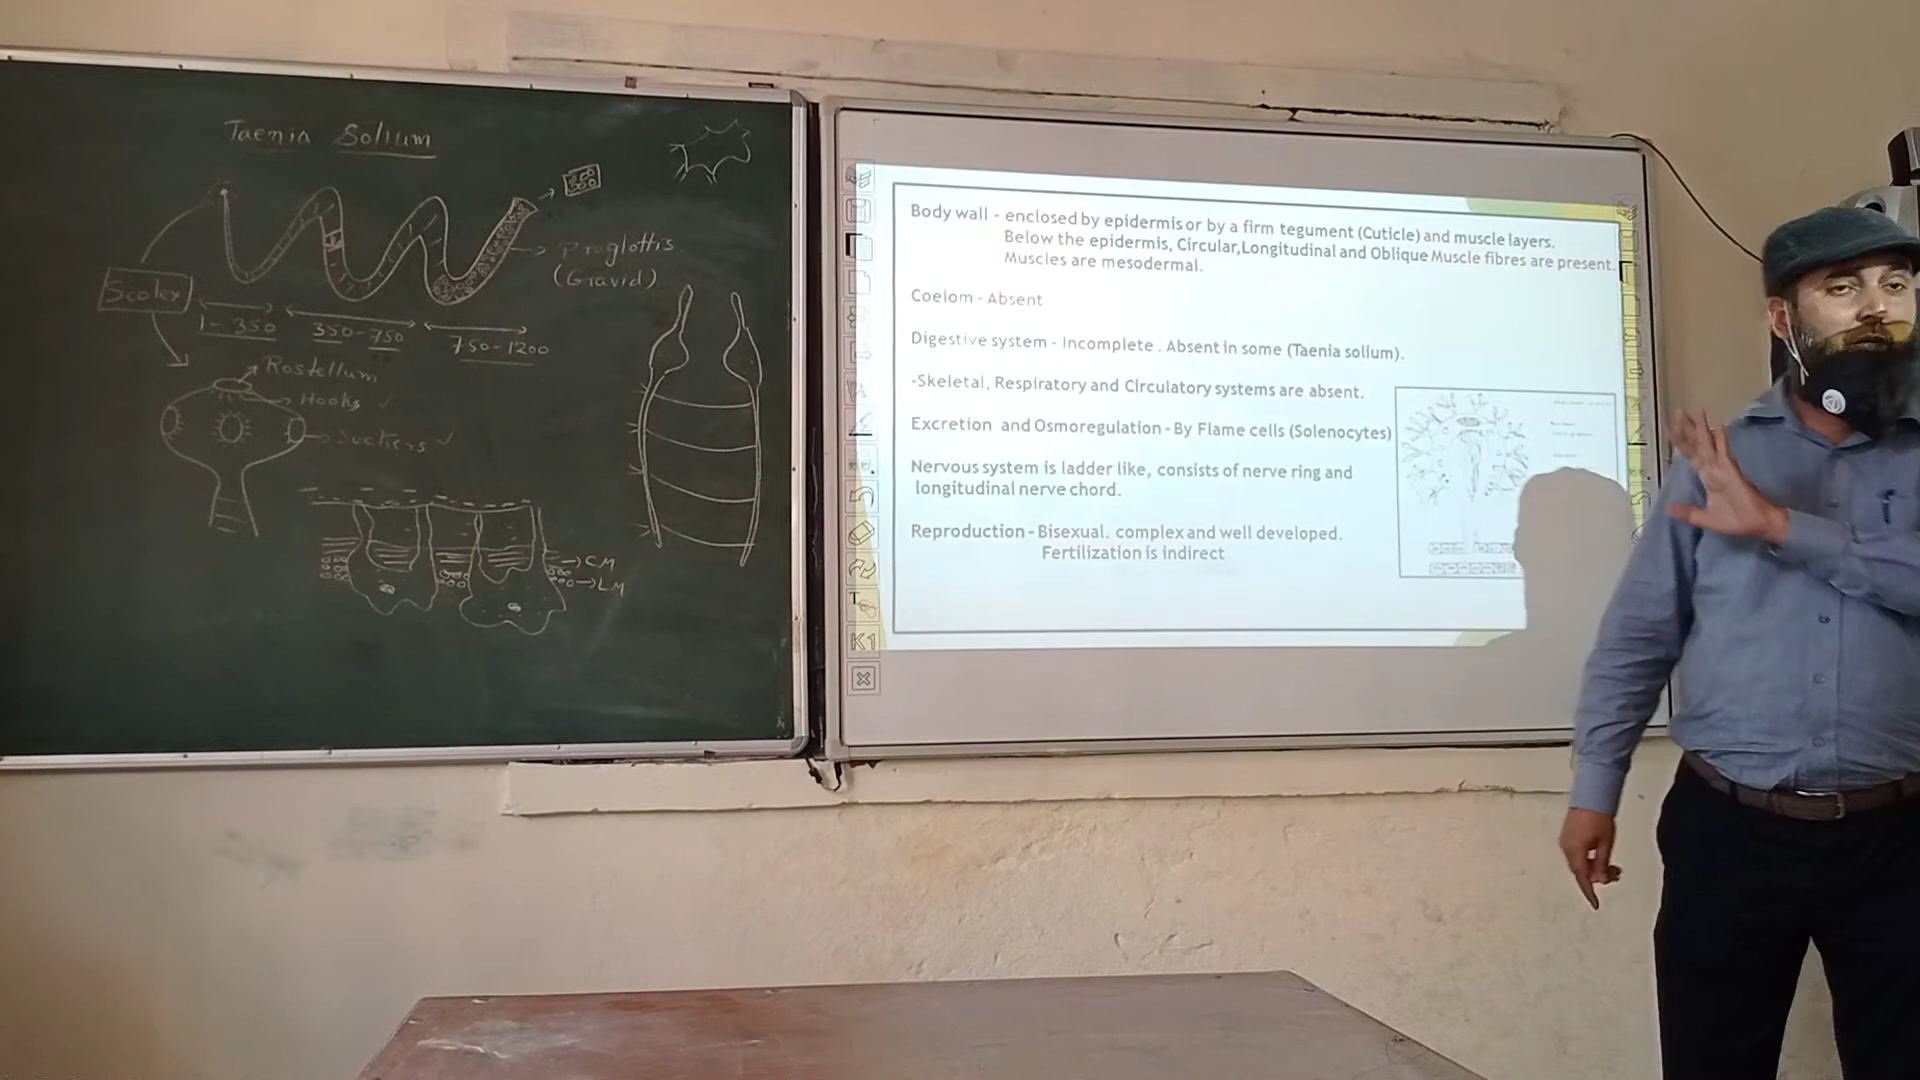 Taenia Solium
Proglottis
(Gravid)
Scolex
1-350
350-750
750-1200
Rostellum
Hooks
Suckers
CM
LM
Body wall - enclosed by epidermis or by a firm tegument (Cuticle) and muscle layers.
Below the epidermis, Circular,Longitudinal and Oblique Muscle fibres are present.
Muscles are mesodermal.
Coelom - Absent
Digestive system - Incomplete . Absent in some (Taenia solium).
-Skeletal, Respiratory and Circulatory systems are absent.
Excretion and Osmoregulation - By Flame cells (Solenocytes)
Nervous system is ladder like, consists of nerve ring and
longitudinal nerve chord.
Reproduction - Bisexual. complex and well developed.
Fertilization is indirect
T
K1